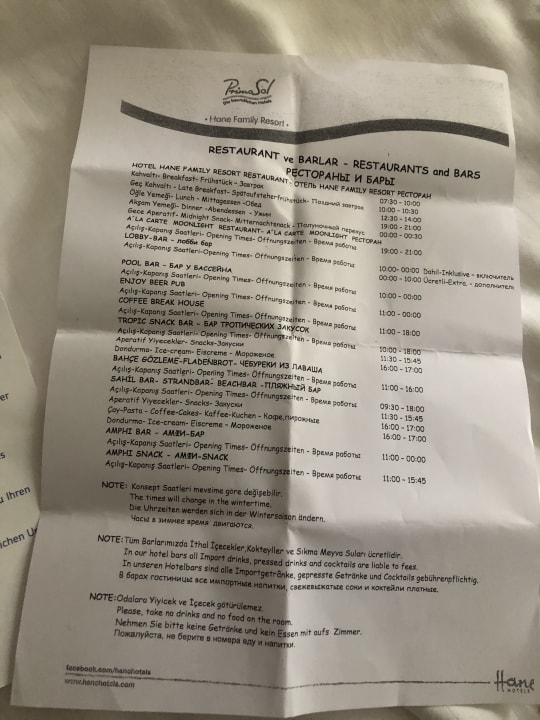 PrimaSol
Die freundlichen Hotels
• Hane Family Resort •
RESTAURANT ve BARLAR - RESTAURANTS and BARS
РЕСТОРАНЫ И БАРЫ
HOTEL HANE FAMILY RESORT RESTAURANT- ОТЕЛЬ HANE FAMILY RESORT РЕСТОРАН
Kahvaltı- Breakfast- Frühstück - Завтрак 07:30 - 10:00
Geç Kahvaltı - Late Breakfast- Spätaufsteherfrühstück- Поздний завтрак 10:00 - 10:30
Öğle Yemeği- Lunch - Mittagessen -Обед 12:30 - 14:00
Akşam Yemeği- Dinner -Abendessen - Ужин 19:00 - 21:00
Gece Aperatif- Midnight Snack- Mitternachtsnack - Полуночный перекус 00:00 - 00:30
A'LA CARTE MOONLIGHT RESTAURANT- A'LA CARTE MOONLIGHT РЕСТОРАН
Açılış-Kapanış Saatleri- Opening Times- Öffnungszeiten - Время работы 19:00 - 21:00
LOBBY-BAR - лобби бар
Açılış-Kapanış Saatleri- Opening Times- Öffnungszeiten - Время работы 10:00- 00:00 Dahil-Inklusive - включитель
00:00 - 10:00 Ücretli-Extra. - дополнител
POOL BAR - БАР У БАССЕЙНА
Açılış-Kapanış Saatleri- Opening Times- Öffnungszeiten - Время работы 10:00 - 00:00
ENJOY BEER PUB
Açılış-Kapanış Saatleri- Opening Times- Öffnungszeiten - Время работы 11:00 - 00:00
COFFEE BREAK HOUSE
Açılış-Kapanış Saatleri- Opening Times- Öffnungszeiten - Время работы 11:00 - 18:00
TROPIC SNACK BAR - БАР ТРОПИЧЕСКИХ ЗАКУСОК
Açılış-Kapanış Saatleri- Opening Times- Öffnungszeiten - Время работы 10:00 - 18:00
Aperatif Yiyecekler- Snacks-Закуски 11:30 - 15:45
Dondurma- Ice-cream- Eiscreme - Мороженое 16:00 - 17:00
BAHÇE GÖZLEME-FLADENBROT- ЧЕБУРЕКИ ИЗ ЛАВАША
Açılış-Kapanış Saatleri- Opening Times- Öffnungszeiten - Время работы 11:00 - 16:00
SAHIL BAR- STRANDBAR- BEACHBAR -ПЛЯЖНЫЙ БАР
Açılış-Kapanış Saatleri- Opening Times- Öffnungszeiten - Время работы 09:30 - 18:00
Aperatif Yiyecekler- Snacks- Закуски 11:30 - 15:45
Çay-Pasta - Coffee-Cakes- Kaffee-Kuchen - Кофе,пирожные 16:00 - 17:00
Dondurma- Ice-cream- Eiscreme - Мороженое 16:00 - 17:00
AMPHI BAR - АМФИ-БАР
Açılış-Kapanış Saatleri- Opening Times- Öffnungszeiten - Время работы 11:00 - 00:00
AMPHI SNACK - АМФИ-SNACK
Açılış-Kapanış Saatleri- Opening Times- Öffnungszeiten - Время работы 11:00 - 15:45
NOTE: Konsept Saatleri mevsime gore değişebilir.
The times will change in the wintertime.
Die Uhrzeiten werden sich in der Wintersaison ändern.
Часы в зимнее время двигаются.
NOTE:Tüm Barlarımızda İthal İçecekler,Kokteyller ve Sıkma Meyva Suları ücretlidir.
In our hotel bars all Import drinks, pressed drinks and cocktails are liable to fees.
In unseren Hotelbars sind alle Importgetränke, gepresste Getränke und Cocktails gebührenpflichtig.
В барах гостиницы все импортные напитки, свежевыжатые соки и коктейли платные.
NOTE:Odalara Yiyicek ve İçecek götürülemez.
Please, take no drinks and no food on the room.
Nehmen Sie bitte keine Getränke und kein Essen mit aufs Zimmer.
Пожалуйста, не берите в номера еду и напитки.
facebook.com/hanehotels
www.hanehotels.com
Hane
HOTELS
er
s
u Ihren
ichen Ur